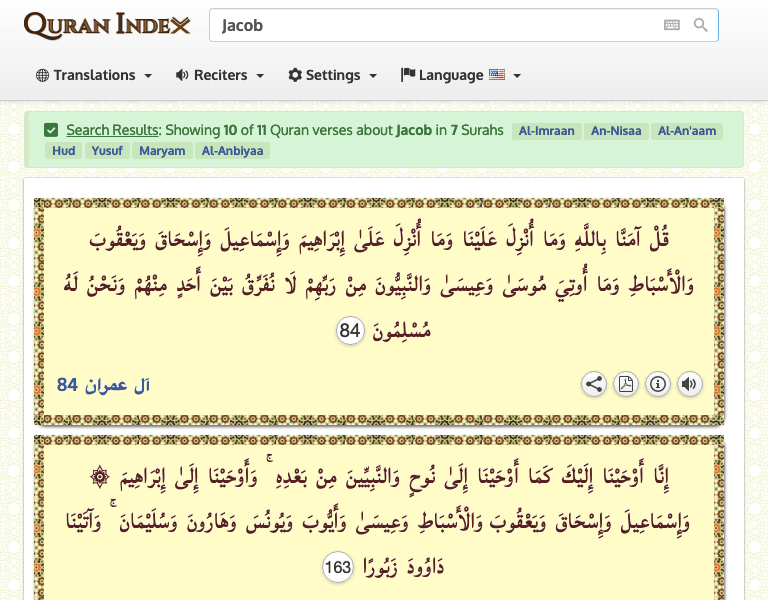 QURAN INDEX
Jacob
Translations Reciters Settings Language
Search Results: Showing 10 of 11 Quran verses about Jacob in 7 Surahs Al-Imraan An-Nisaa Al-An'aam
Hud Yusuf Maryam Al-Anbiyaa
قُلْ آمَنَّا بِاللَّهِ وَمَا أُنْزِلَ عَلَيْنَا وَمَا أُنْزِلَ عَلَىٰ إِبْرَاهِيمَ وَإِسْمَاعِيلَ وَإِسْحَاقَ وَيَعْقُوبَ
وَالْأَسْبَاطِ وَمَا أُوتِيَ مُوسَىٰ وَعِيسَىٰ وَالنَّبِيُّونَ مِنْ رَبِّهِمْ لَا نُفَرِّقُ بَيْنَ أَحَدٍ مِنْهُمْ وَنَحْنُ لَهُ
مُسْلِمُونَ 84
آل عمران 84
۞ إِنَّا أَوْحَيْنَا إِلَيْكَ كَمَا أَوْحَيْنَا إِلَىٰ نُوحٍ وَالنَّبِيِّينَ مِنْ بَعْدِهِ ۚ وَأَوْحَيْنَا إِلَىٰ إِبْرَاهِيمَ
وَإِسْمَاعِيلَ وَإِسْحَاقَ وَيَعْقُوبَ وَالْأَسْبَاطِ وَعِيسَىٰ وَأَيُّوبَ وَيُونُسَ وَهَارُونَ وَسُلَيْمَانَ ۚ وَآتَيْنَا
دَاوُودَ زَبُورًا 163